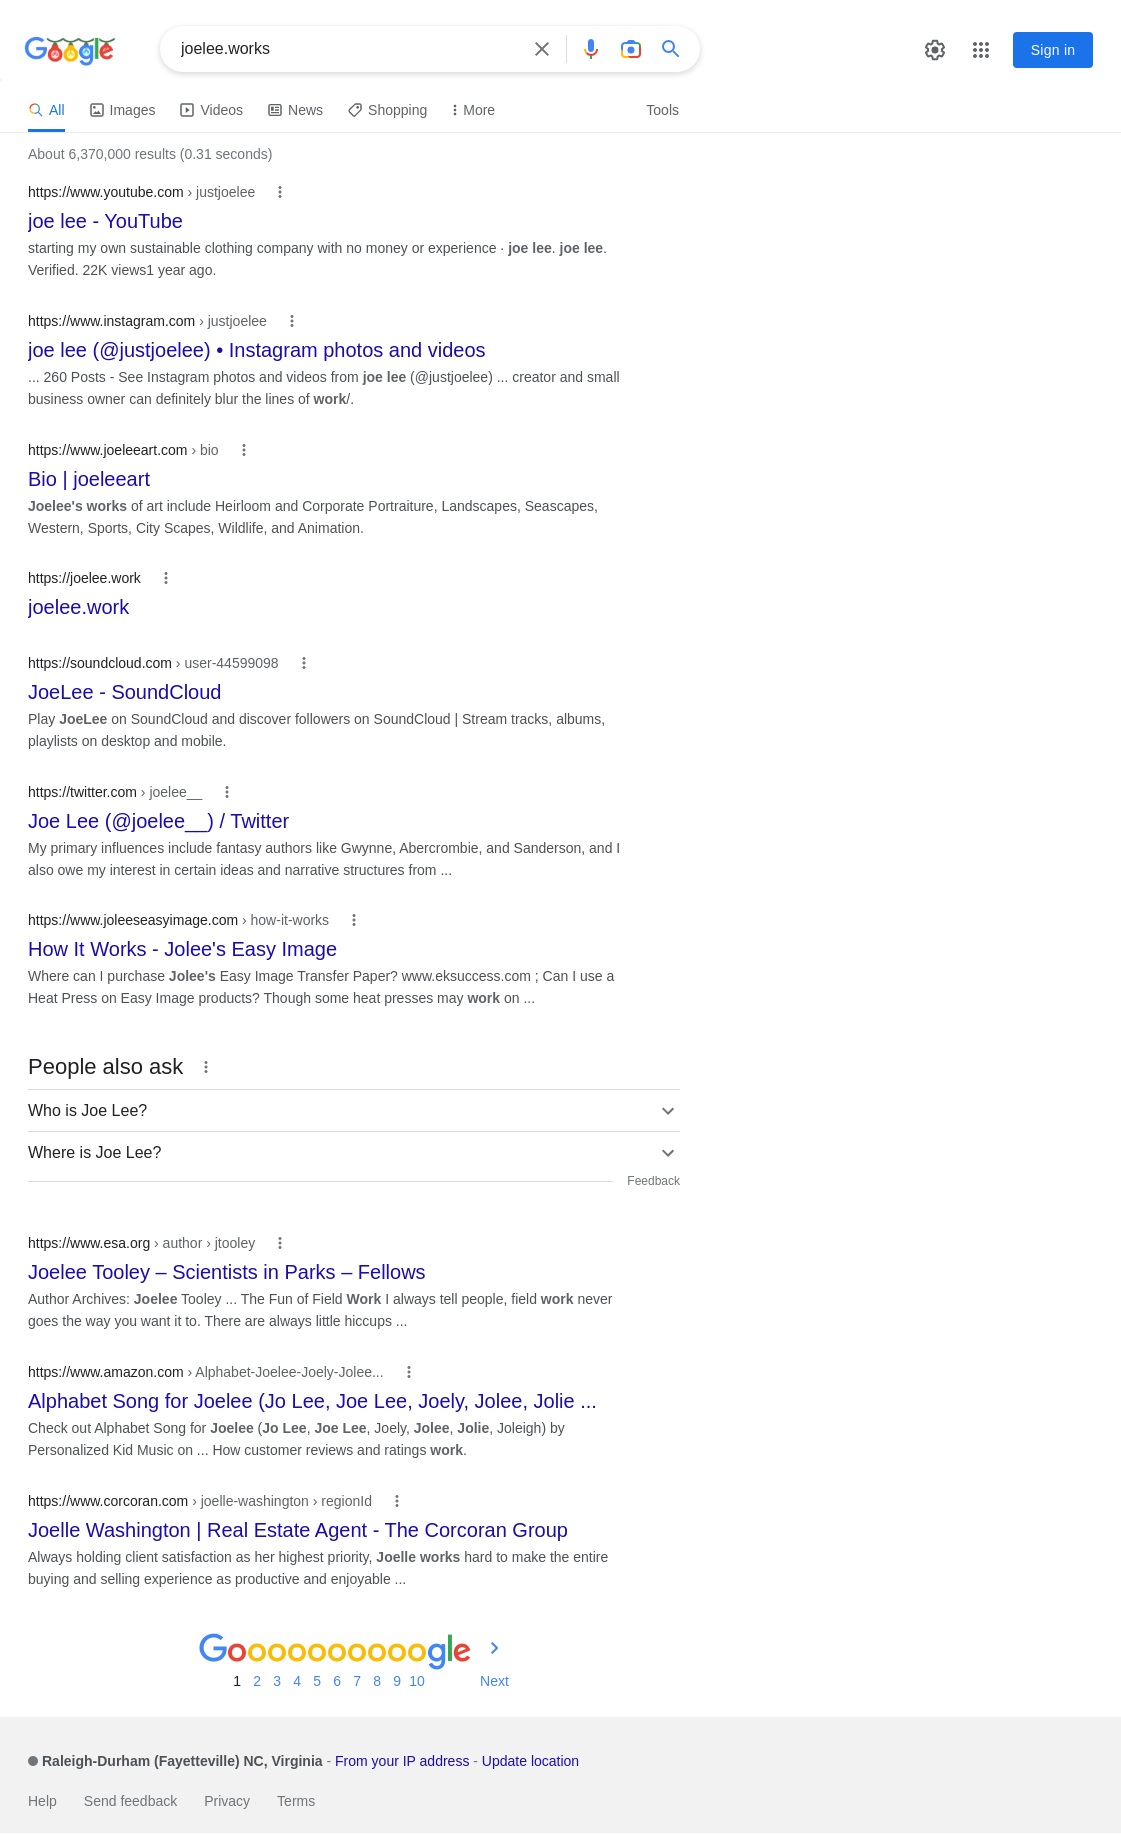 Google
joelee.works
Sign in
All Images Videos News Shopping More Tools
About 6,370,000 results (0.31 seconds)
https://www.youtube.com › justjoelee
joe lee - YouTube
starting my own sustainable clothing company with no money or experience · joe lee. joe lee.
Verified. 22K views1 year ago.
https://www.instagram.com › justjoelee
joe lee (@justjoelee) • Instagram photos and videos
... 260 Posts - See Instagram photos and videos from joe lee (@justjoelee) ... creator and small
business owner can definitely blur the lines of work/.
https://www.joeleeart.com › bio
Bio | joeleeart
Joelee's works of art include Heirloom and Corporate Portraiture, Landscapes, Seascapes,
Western, Sports, City Scapes, Wildlife, and Animation.
https://joelee.work
joelee.work
https://soundcloud.com › user-44599098
JoeLee - SoundCloud
Play JoeLee on SoundCloud and discover followers on SoundCloud | Stream tracks, albums,
playlists on desktop and mobile.
https://twitter.com › joelee__
Joe Lee (@joelee__) / Twitter
My primary influences include fantasy authors like Gwynne, Abercrombie, and Sanderson, and I
also owe my interest in certain ideas and narrative structures from ...
https://www.joleeseasyimage.com › how-it-works
How It Works - Jolee's Easy Image
Where can I purchase Jolee's Easy Image Transfer Paper? www.eksuccess.com ; Can I use a
Heat Press on Easy Image products? Though some heat presses may work on ...
People also ask
Who is Joe Lee?
Where is Joe Lee?
Feedback
https://www.esa.org › author › jtooley
Joelee Tooley – Scientists in Parks – Fellows
Author Archives: Joelee Tooley ... The Fun of Field Work I always tell people, field work never
goes the way you want it to. There are always little hiccups ...
https://www.amazon.com › Alphabet-Joelee-Joely-Jolee...
Alphabet Song for Joelee (Jo Lee, Joe Lee, Joely, Jolee, Jolie ...
Check out Alphabet Song for Joelee (Jo Lee, Joe Lee, Joely, Jolee, Jolie, Joleigh) by
Personalized Kid Music on ... How customer reviews and ratings work.
https://www.corcoran.com › joelle-washington › regionId
Joelle Washington | Real Estate Agent - The Corcoran Group
Always holding client satisfaction as her highest priority, Joelle works hard to make the entire
buying and selling experience as productive and enjoyable ...
Goooooooooogle
1 2 3 4 5 6 7 8 9 10 Next
Raleigh-Durham (Fayetteville) NC, Virginia - From your IP address - Update location
Help Send feedback Privacy Terms